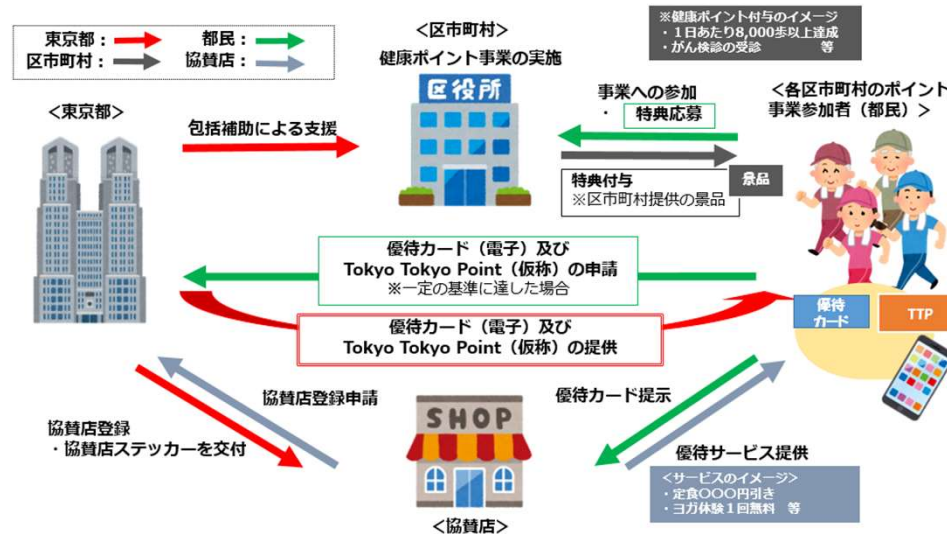 東京都：
都民：
区市町村：
協賛店：
＜区市町村＞
健康ポイント事業の実施
※健康ポイント付与のイメージ
・１日あたり8,000歩以上達成
・がん検診の受診　　　等
＜東京都＞
包括補助による支援
区役所
事業への参加
・ 特典応募
＜各区市町村のポイント
事業参加者（都民）＞
特典付与
※区市町村提供の景品
景品
優待カード（電子）及び
Tokyo Tokyo Point（仮称）の申請
※一定の基準に達した場合
優待カード（電子）及び
Tokyo Tokyo Point（仮称）の提供
優待
カード
TTP
協賛店登録申請
協賛店登録
・協賛店ステッカーを交付
SHOP
＜協賛店＞
優待カード提示
優待サービス提供
＜サービスのイメージ＞
・定食〇〇〇円引き
・ヨガ体験１回無料　等